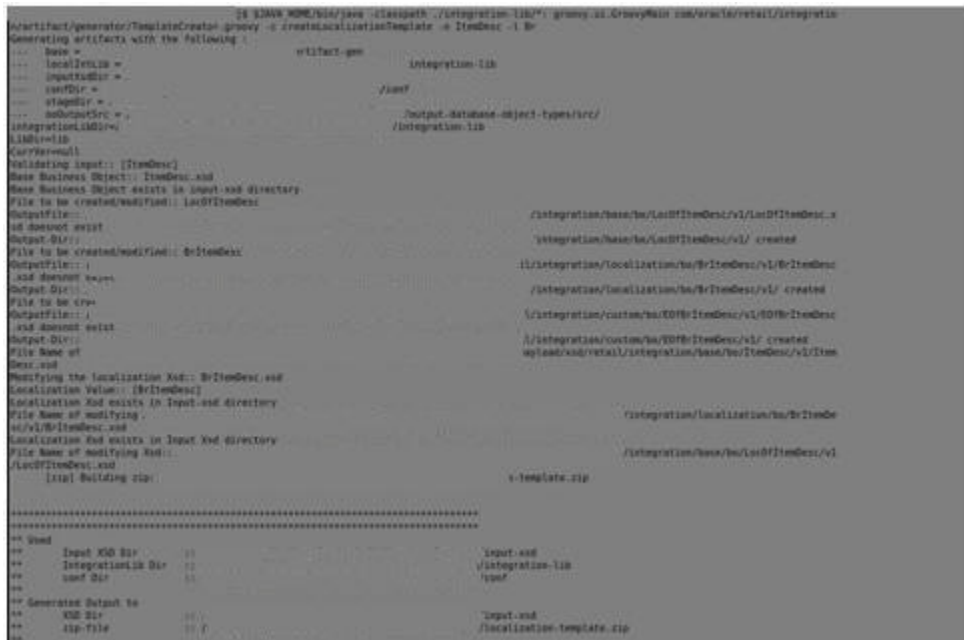 ]$ $JAVA_HOME/bin/java -classpath ./integration-lib/*: groovy.ui.GroovyMain com/oracle/retail/integratio
n/artifact/generator/TemplateCreator.groovy -c createLocalizationTemplate -o ItemDesc -l Br
Generating artifacts with the following :
--- base = artifact-gen
--- localIntLib = integration-lib
--- inputXsdDir = .
--- confDir = /conf
--- stageDir = .
--- ooOutputSrc = . /output-database-object-types/src/
integrationLibDir=/ /integration-lib
LibDir=lib
CurrVer=null
Validating input:: [ItemDesc]
Base Business Object:: ItemDesc.xsd
Base Business Object exists in input-xsd directory
File to be created/modified:: LocOfItemDesc
OutputFile:: /integration/base/bo/LocOfItemDesc/v1/LocOfItemDesc.x
sd doesnot exist
Output-Dir:: integration/base/bo/LocOfItemDesc/v1/ created
File to be created/modified:: BrItemDesc
OutputFile:: / il/integration/localization/bo/BrItemDesc/v1/BrItemDesc
.xsd doesnot
Output Dir:: /integration/localization/bo/BrItemDesc/v1/ created
File to be cre
OutputFile:: / l/integration/custom/bo/EOfBrItemDesc/v1/EOfBrItemDesc
.xsd doesnot exist
Output-Dir:: l/integration/custom/bo/EOfBrItemDesc/v1/ created
File Name of ayload/xsd/retail/integration/base/bo/ItemDesc/v1/Item
Desc.xsd
Modifying the localization Xsd:: BrItemDesc.xsd
Localization Value:: [BrItemDesc]
Localization Xsd exists in Input-xsd directory
File Name of modifying /integration/localization/bo/BrItemDe
sc/v1/BrItemDesc.xsd
Localization Xsd exists in Input Xsd directory
File Name of modifying Xsd:: /integration/base/bo/LocOfItemDesc/v1
/LocOfItemDesc.xsd
[zip] Building zip: s-template.zip
********************************************************************************
********************************************************************************
** Used
** Input XSD Dir :: input-xsd
** IntegrationLib Dir :: /integration-lib
** conf Dir :: /conf
**
** Generated Output to
** XSD Dir :: input-xsd
** zip-file :: / /localization-template.zip
**